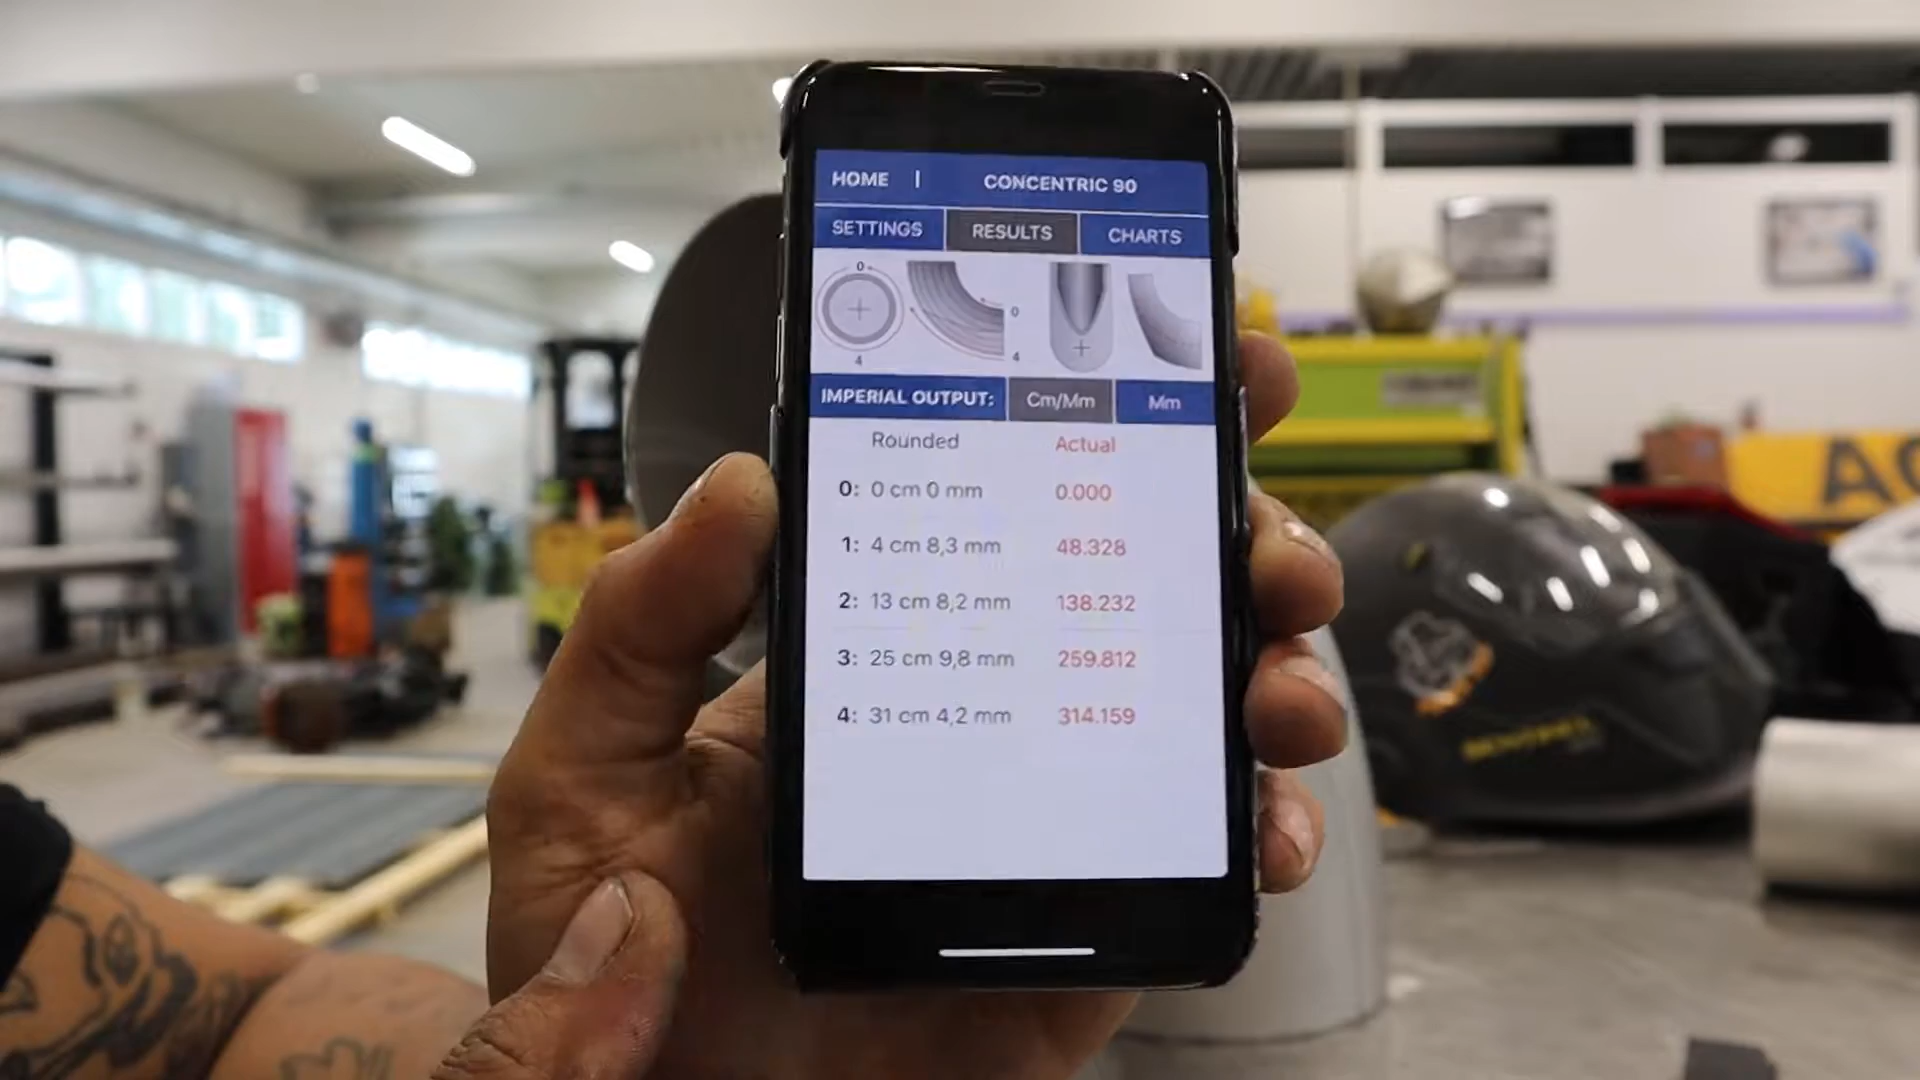 HOME | CONCENTRIC 90
SETTINGS RESULTS CHARTS
0
0
4
4
IMPERIAL OUTPUT: Cm/Mm Mm
Rounded Actual
0: 0 cm 0 mm 0.000
1: 4 cm 8,3 mm 48.328
2: 13 cm 8,2 mm 138.232
3: 25 cm 9,8 mm 259.812
4: 31 cm 4,2 mm 314.159